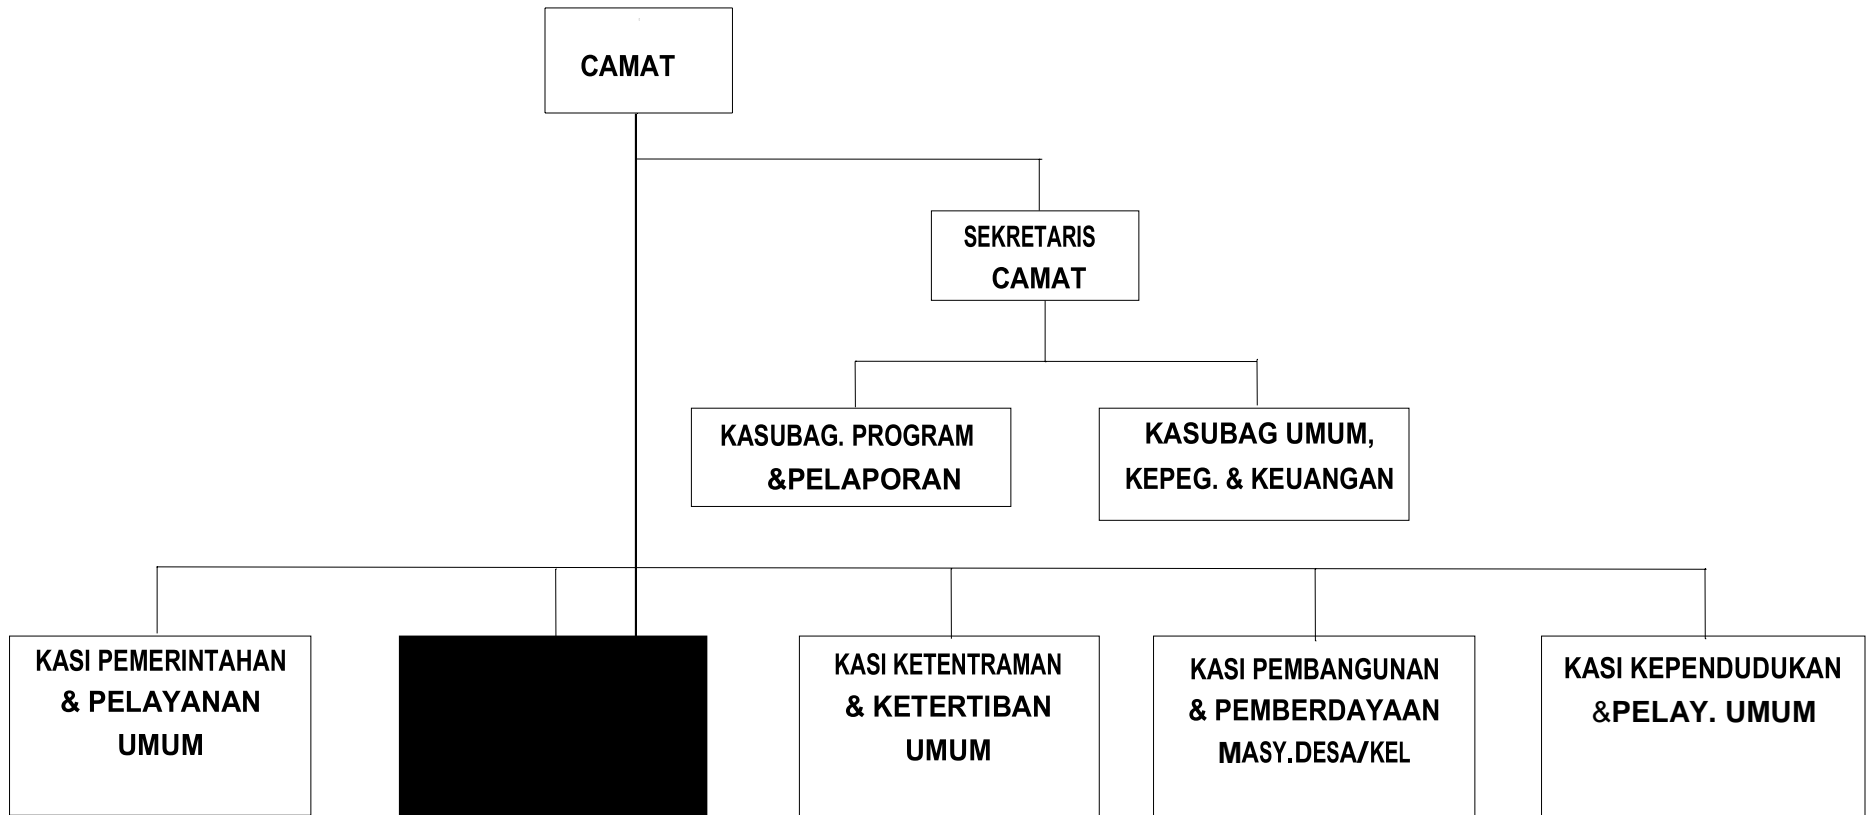 CAMAT
SEKRETARIS
CAMAT
KASUBAG. PROGRAM
&PELAPORAN
KASUBAG UMUM,
KEPEG. & KEUANGAN
KASI PEMERINTAHAN
& PELAYANAN
UMUM
KASI KETENTRAMAN
& KETERTIBAN
UMUM
KASI PEMBANGUNAN
& PEMBERDAYAAN
MASY.DESA/KEL
KASI KEPENDUDUKAN
&PELAY. UMUM